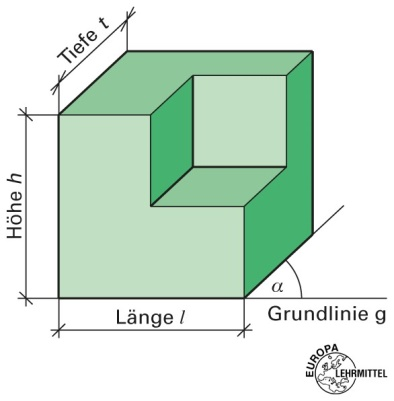 Tiefe t
Höhe h
α
Länge l
Grundlinie g
EUROPA
LEHRMITTEL